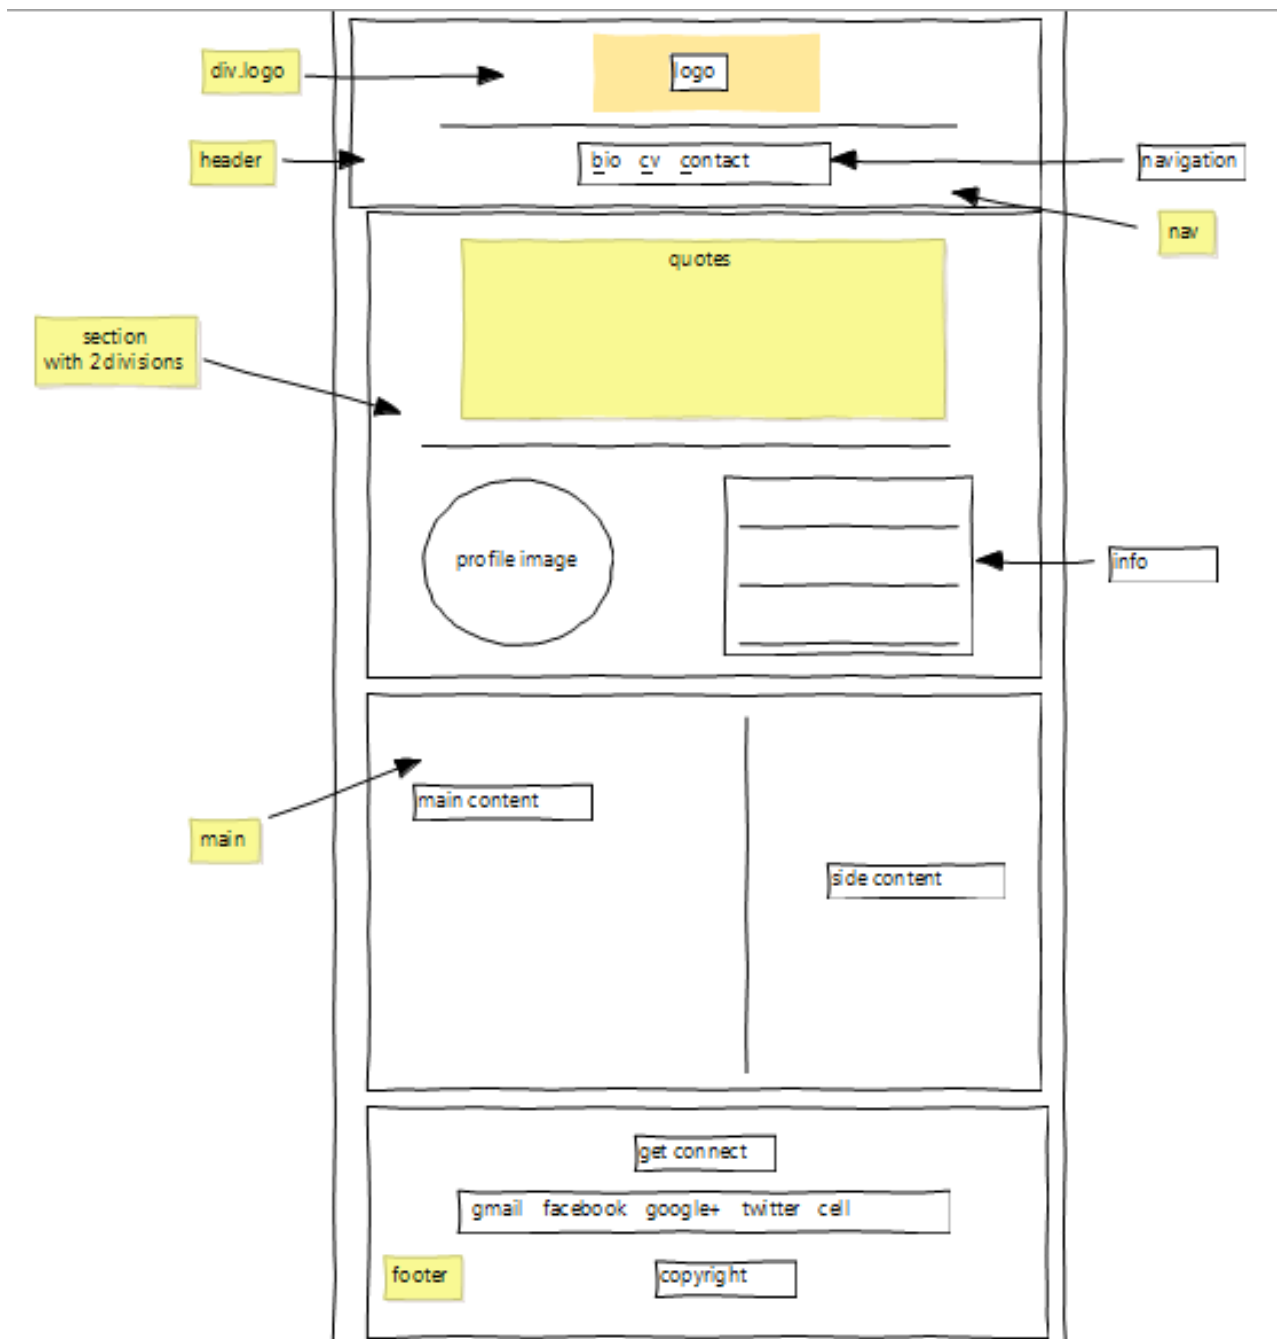 div.logo
logo
header
bio cv contact
navigation
nav
quotes
section
with 2 divisions
profile image
info
main content
main
side content
get connect
gmail facebook google+ twitter cell
footer
copyright